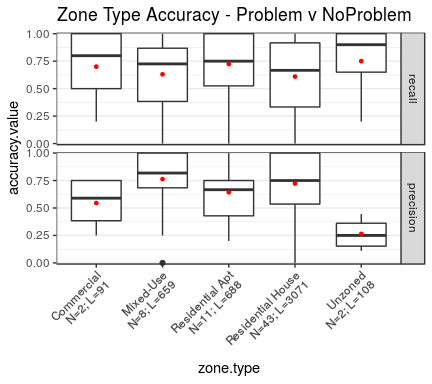 Zone Type Accuracy - Problem v NoProblem
accuracy.value
1.00
0.75
0.50
0.25
0.00
recall
1.00
0.75
0.50
0.25
0.00
precision
Commercial
N=2; L=91
Mixed-Use
N=8; L=659
Residential Apt
N=11; L=688
Residential House
N=43; L=3071
Unzoned
N=2; L=108
zone.type